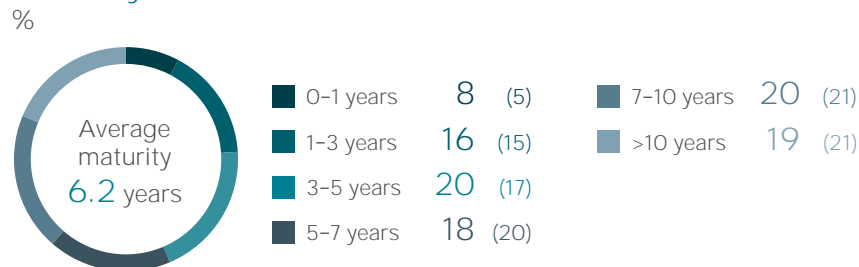 %
Average
maturity
6.2 years
0–1 years 8 (5)
1–3 years 16 (15)
3–5 years 20 (17)
5–7 years 18 (20)
7–10 years 20 (21)
>10 years 19 (21)